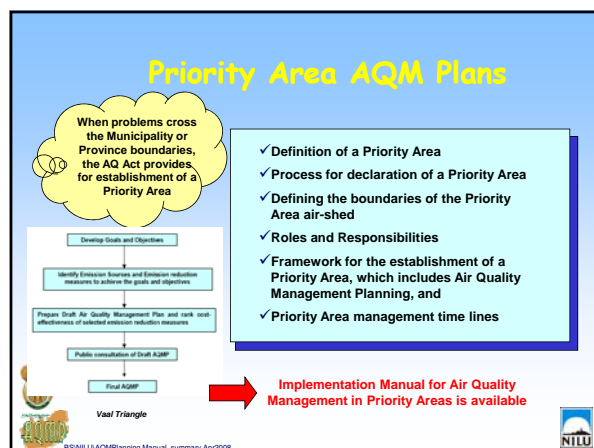 Priority Area AQM Plans
When problems cross
the Municipality or
Province boundaries,
the AQ Act provides
for establishment of a
Priority Area
✓Definition of a Priority Area
✓Process for declaration of a Priority Area
✓Defining the boundaries of the Priority
Area air-shed
✓Roles and Responsibilities
✓Framework for the establishment of a
Priority Area, which includes Air Quality
Management Planning, and
✓Priority Area management time lines
Develop Goals and Objectives
Identify Emission Sources and Emission reduction
measures to achieve the goals and objectives
Prepare Draft Air Quality Management Plan and rank cost-
effectiveness of selected emission reduction measures
Public consultation of Draft AQMP
Final AQMP
Implementation Manual for Air Quality
Management in Priority Areas is available
Vaal Triangle
AQMP
BS\NILU\AQMPlanning Manual_summary Apr2008
NILU